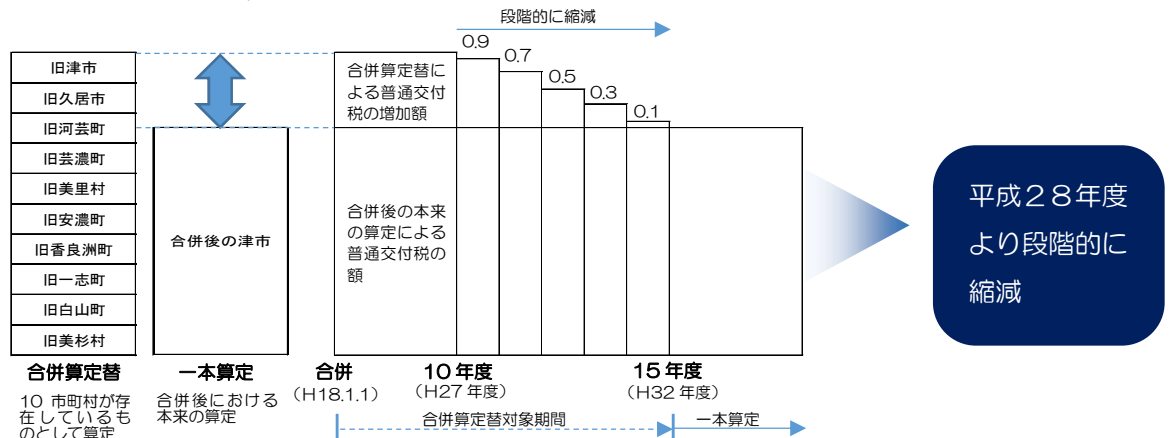 段階的に縮減
0.9
0.7
0.5
0.3
0.1
旧津市
旧久居市
旧河芸町
旧芸濃町
旧美里村
旧安濃町
旧香良洲町
旧一志町
旧白山町
旧美杉村
合併算定替
10 市町村が存
在しているも
のとして算定
合併後の津市
一本算定
合併後における
本来の算定
合併算定替に
よる普通交付
税の増加額
合併後の本来
の算定による
普通交付税の
額
合併
(H18.1.1)
10 年度
(H27 年度)
15 年度
(H32 年度)
合併算定替対象期間
一本算定
平成28年度
より段階的に
縮減